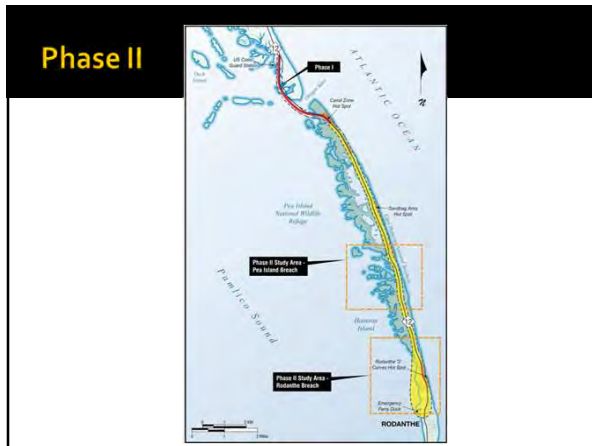 Phase II
12
US Coast
Guard Station
Phase I
ATLANTIC OCEAN
N
Oregon Inlet
Canal Zone
Hot Spot
Sandbag Area
Hot Spot
Pea Island
National Wildlife
Refuge
Phase II Study Area -
Pea Island Breach
Pamlico Sound
Hatteras
Island
12
Rodanthe 'S'
Curves Hot Spot
Phase II Study Area -
Rodanthe Breach
Emergency
Ferry Dock
RODANTHE